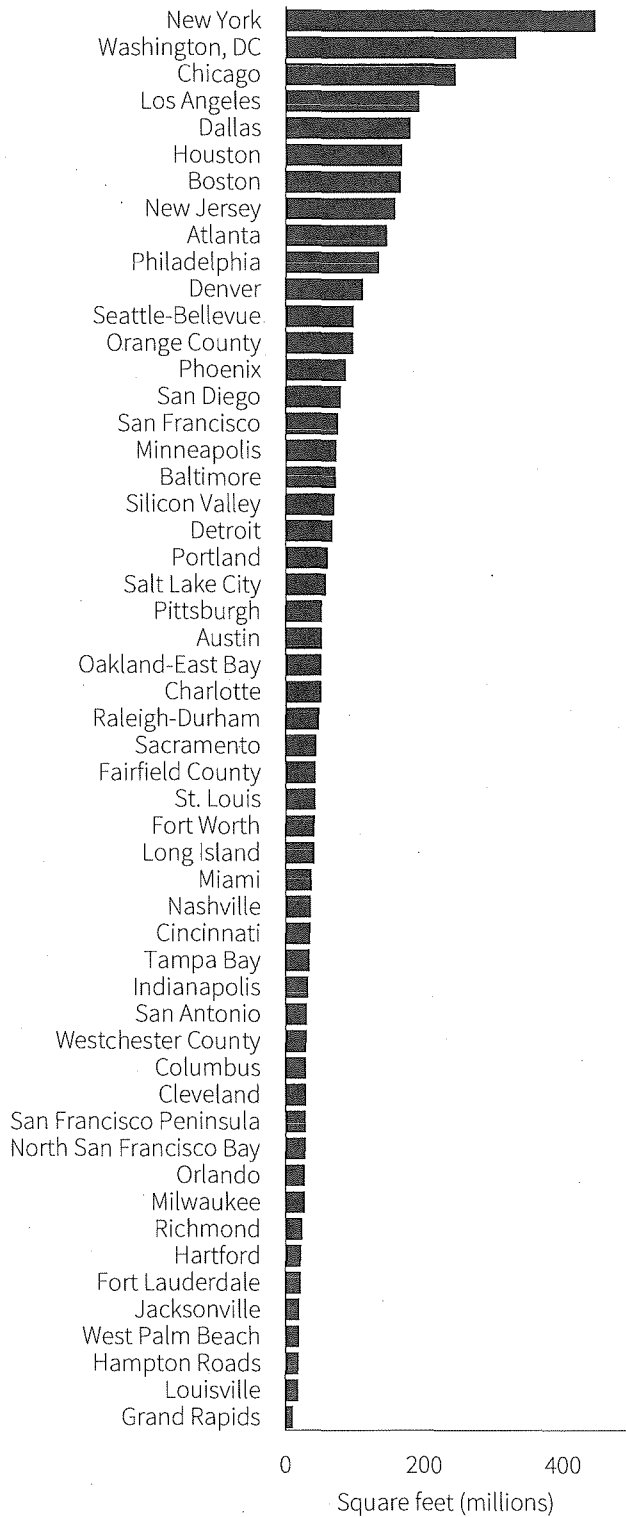 New York
Washington, DC
Chicago
Los Angeles
Dallas
Houston
Boston
New Jersey
Atlanta
Philadelphia
Denver
Seattle-Bellevue
Orange County
Phoenix
San Diego
San Francisco
Minneapolis
Baltimore
Silicon Valley
Detroit
Portland
Salt Lake City
Pittsburgh
Austin
Oakland-East Bay
Charlotte
Raleigh-Durham
Sacramento
Fairfield County
St. Louis
Fort Worth
Long Island
Miami
Nashville
Cincinnati
Tampa Bay
Indianapolis
San Antonio
Westchester County
Columbus
Cleveland
San Francisco Peninsula
North San Francisco Bay
Orlando
Milwaukee
Richmond
Hartford
Fort Lauderdale
Jacksonville
West Palm Beach
Hampton Roads
Louisville
Grand Rapids
0 200 400
Square feet (millions)